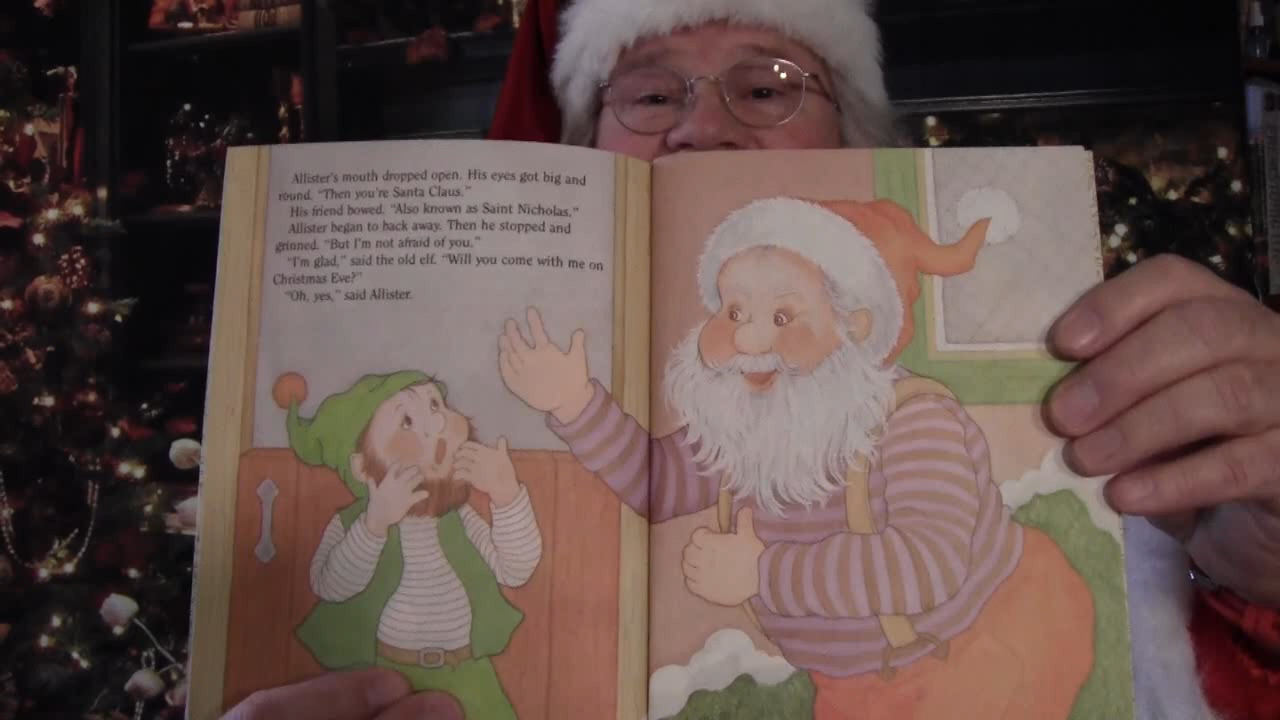 Allister's mouth dropped open. His eyes got big and
round. "Then you're Santa Claus."
His friend bowed. "Also known as Saint Nicholas."
Allister began to back away. Then he stopped and
grinned. "But I'm not afraid of you."
"I'm glad," said the old elf. "Will you come with me on
Christmas Eve?"
"Oh, yes," said Allister.